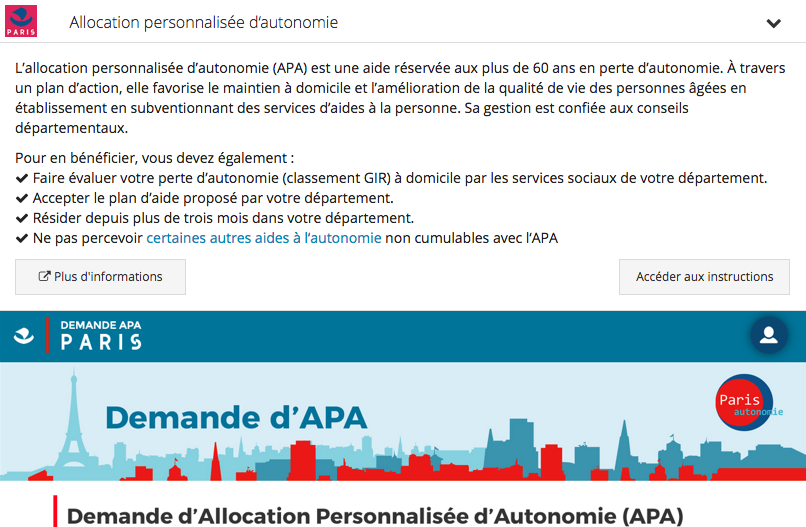 PARIS
Allocation personnalisée d'autonomie
L'allocation personnalisée d'autonomie (APA) est une aide réservée aux plus de 60 ans en perte d'autonomie. À travers
un plan d'action, elle favorise le maintien à domicile et l'amélioration de la qualité de vie des personnes âgées en
établissement en subventionnant des services d'aides à la personne. Sa gestion est confiée aux conseils
départementaux.
Pour en bénéficier, vous devez également :
✔ Faire évaluer votre perte d'autonomie (classement GIR) à domicile par les services sociaux de votre département.
✔ Accepter le plan d'aide proposé par votre département.
✔ Résider depuis plus de trois mois dans votre département.
✔ Ne pas percevoir certaines autres aides à l'autonomie non cumulables avec l'APA
Plus d'informations
Accéder aux instructions
DEMANDE APA
PARIS
Demande d'APA
Paris
autonomie
Demande d'Allocation Personnalisée d'Autonomie (APA)